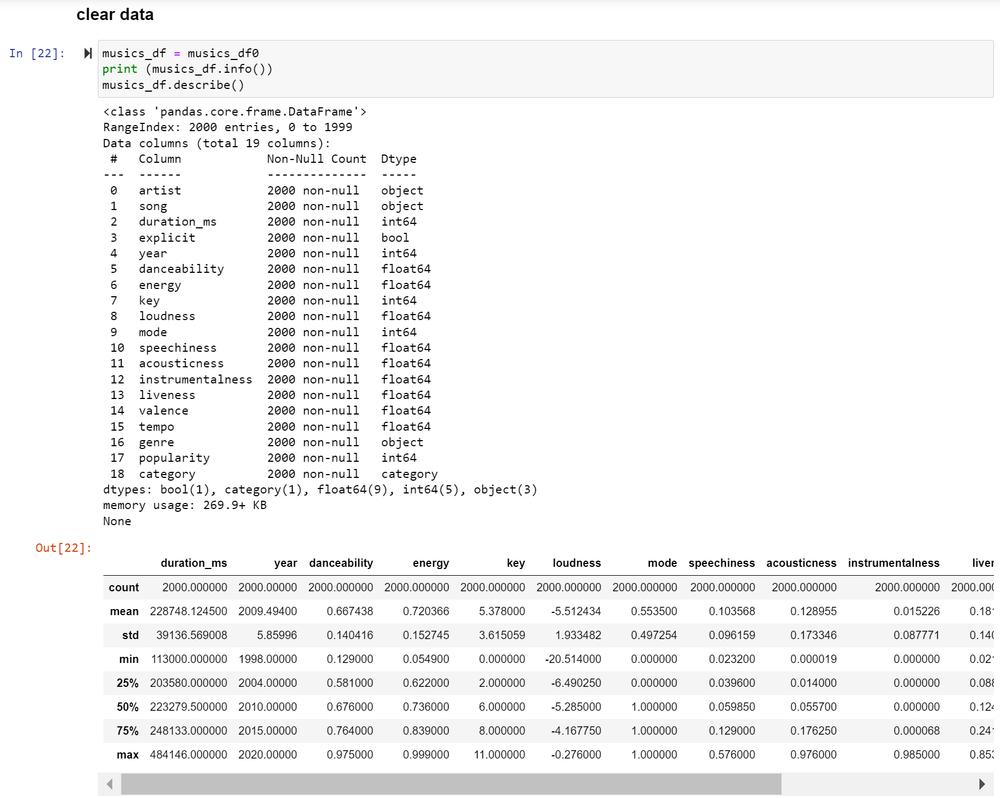 clear data
In [22]:
musics_df = musics_df0
print (musics_df.info())
musics_df.describe()
<class 'pandas.core.frame.DataFrame'>
RangeIndex: 2000 entries, 0 to 1999
Data columns (total 19 columns):
 #   Column            Non-Null Count  Dtype
---  ------            --------------  -----
 0   artist            2000 non-null   object
 1   song              2000 non-null   object
 2   duration_ms       2000 non-null   int64
 3   explicit          2000 non-null   bool
 4   year              2000 non-null   int64
 5   danceability      2000 non-null   float64
 6   energy            2000 non-null   float64
 7   key               2000 non-null   int64
 8   loudness          2000 non-null   float64
 9   mode              2000 non-null   int64
 10  speechiness       2000 non-null   float64
 11  acousticness      2000 non-null   float64
 12  instrumentalness  2000 non-null   float64
 13  liveness          2000 non-null   float64
 14  valence           2000 non-null   float64
 15  tempo             2000 non-null   float64
 16  genre             2000 non-null   object
 17  popularity        2000 non-null   int64
 18  category          2000 non-null   category
dtypes: bool(1), category(1), float64(9), int64(5), object(3)
memory usage: 269.9+ KB
None
Out[22]:
duration_ms year danceability energy key loudness mode speechiness acousticness instrumentalness
count 2000.000000 2000.00000 2000.000000 2000.000000 2000.000000 2000.000000 2000.000000 2000.000000 2000.000000 2000.000000 2000.000
mean 228748.124500 2009.49400 0.667438 0.720366 5.378000 -5.512434 0.553500 0.103568 0.128955 0.015226 0.181
std 39136.569008 5.85996 0.140416 0.152745 3.615059 1.933482 0.497254 0.096159 0.173346 0.087771 0.140
min 113000.000000 1998.00000 0.129000 0.054900 0.000000 -20.514000 0.000000 0.023200 0.000019 0.000000 0.021
25% 203580.000000 2004.00000 0.581000 0.622000 2.000000 -6.490250 0.000000 0.039600 0.014000 0.000000 0.088
50% 223279.500000 2010.00000 0.676000 0.736000 6.000000 -5.285000 1.000000 0.059850 0.055700 0.000000 0.124
75% 248133.000000 2015.00000 0.764000 0.839000 8.000000 -4.167750 1.000000 0.129000 0.176250 0.000068 0.241
max 484146.000000 2020.00000 0.975000 0.999000 11.000000 -0.276000 1.000000 0.576000 0.976000 0.985000 0.853